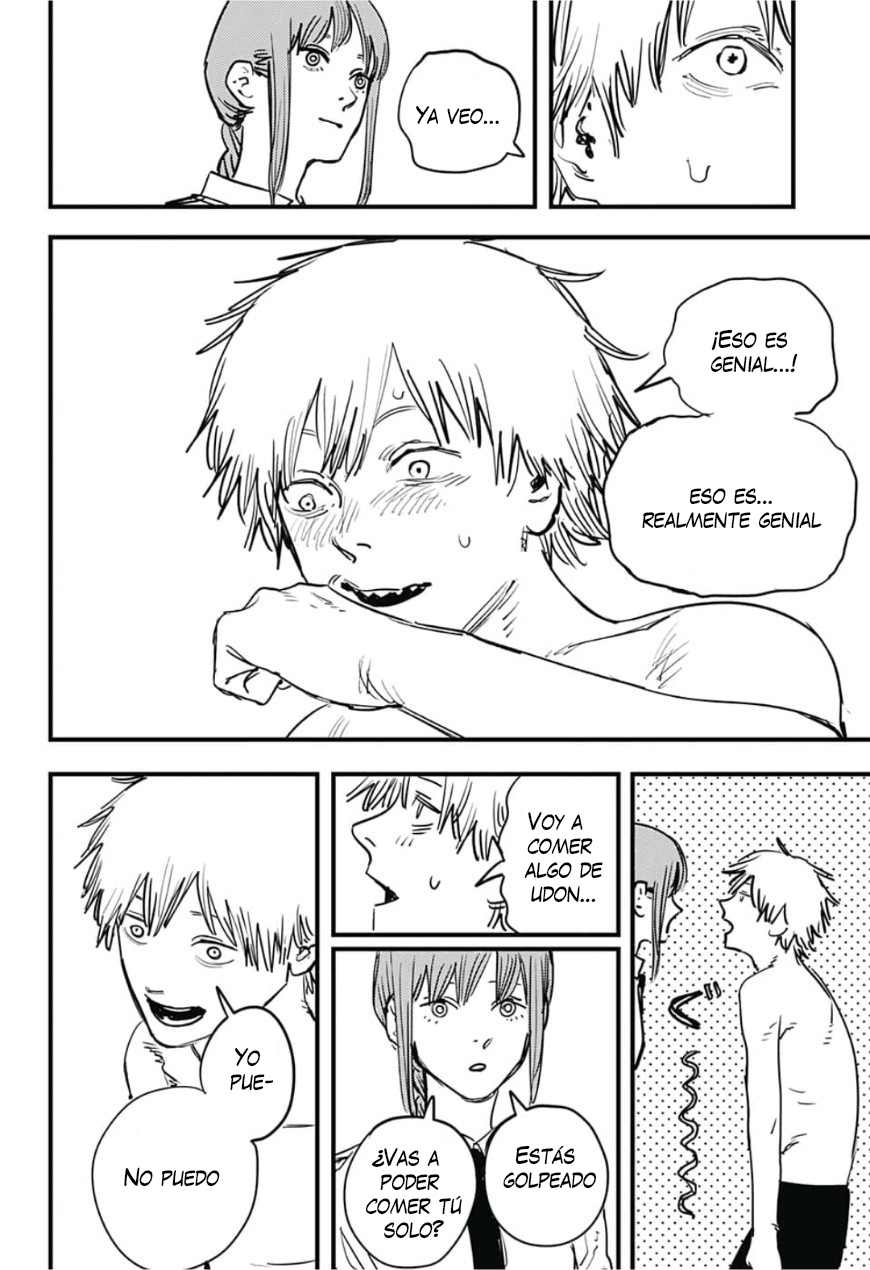 YA VEO...
¡ESO ES
GENIAL...!
ESO ES...
REALMENTE GENIAL
VOY A
COMER
ALGO DE
UDON...
ぐ
ESTÁS
GOLPEADO
¿VAS A
PODER
COMER TÚ
SOLO?
YO
PUE-
NO PUEDO